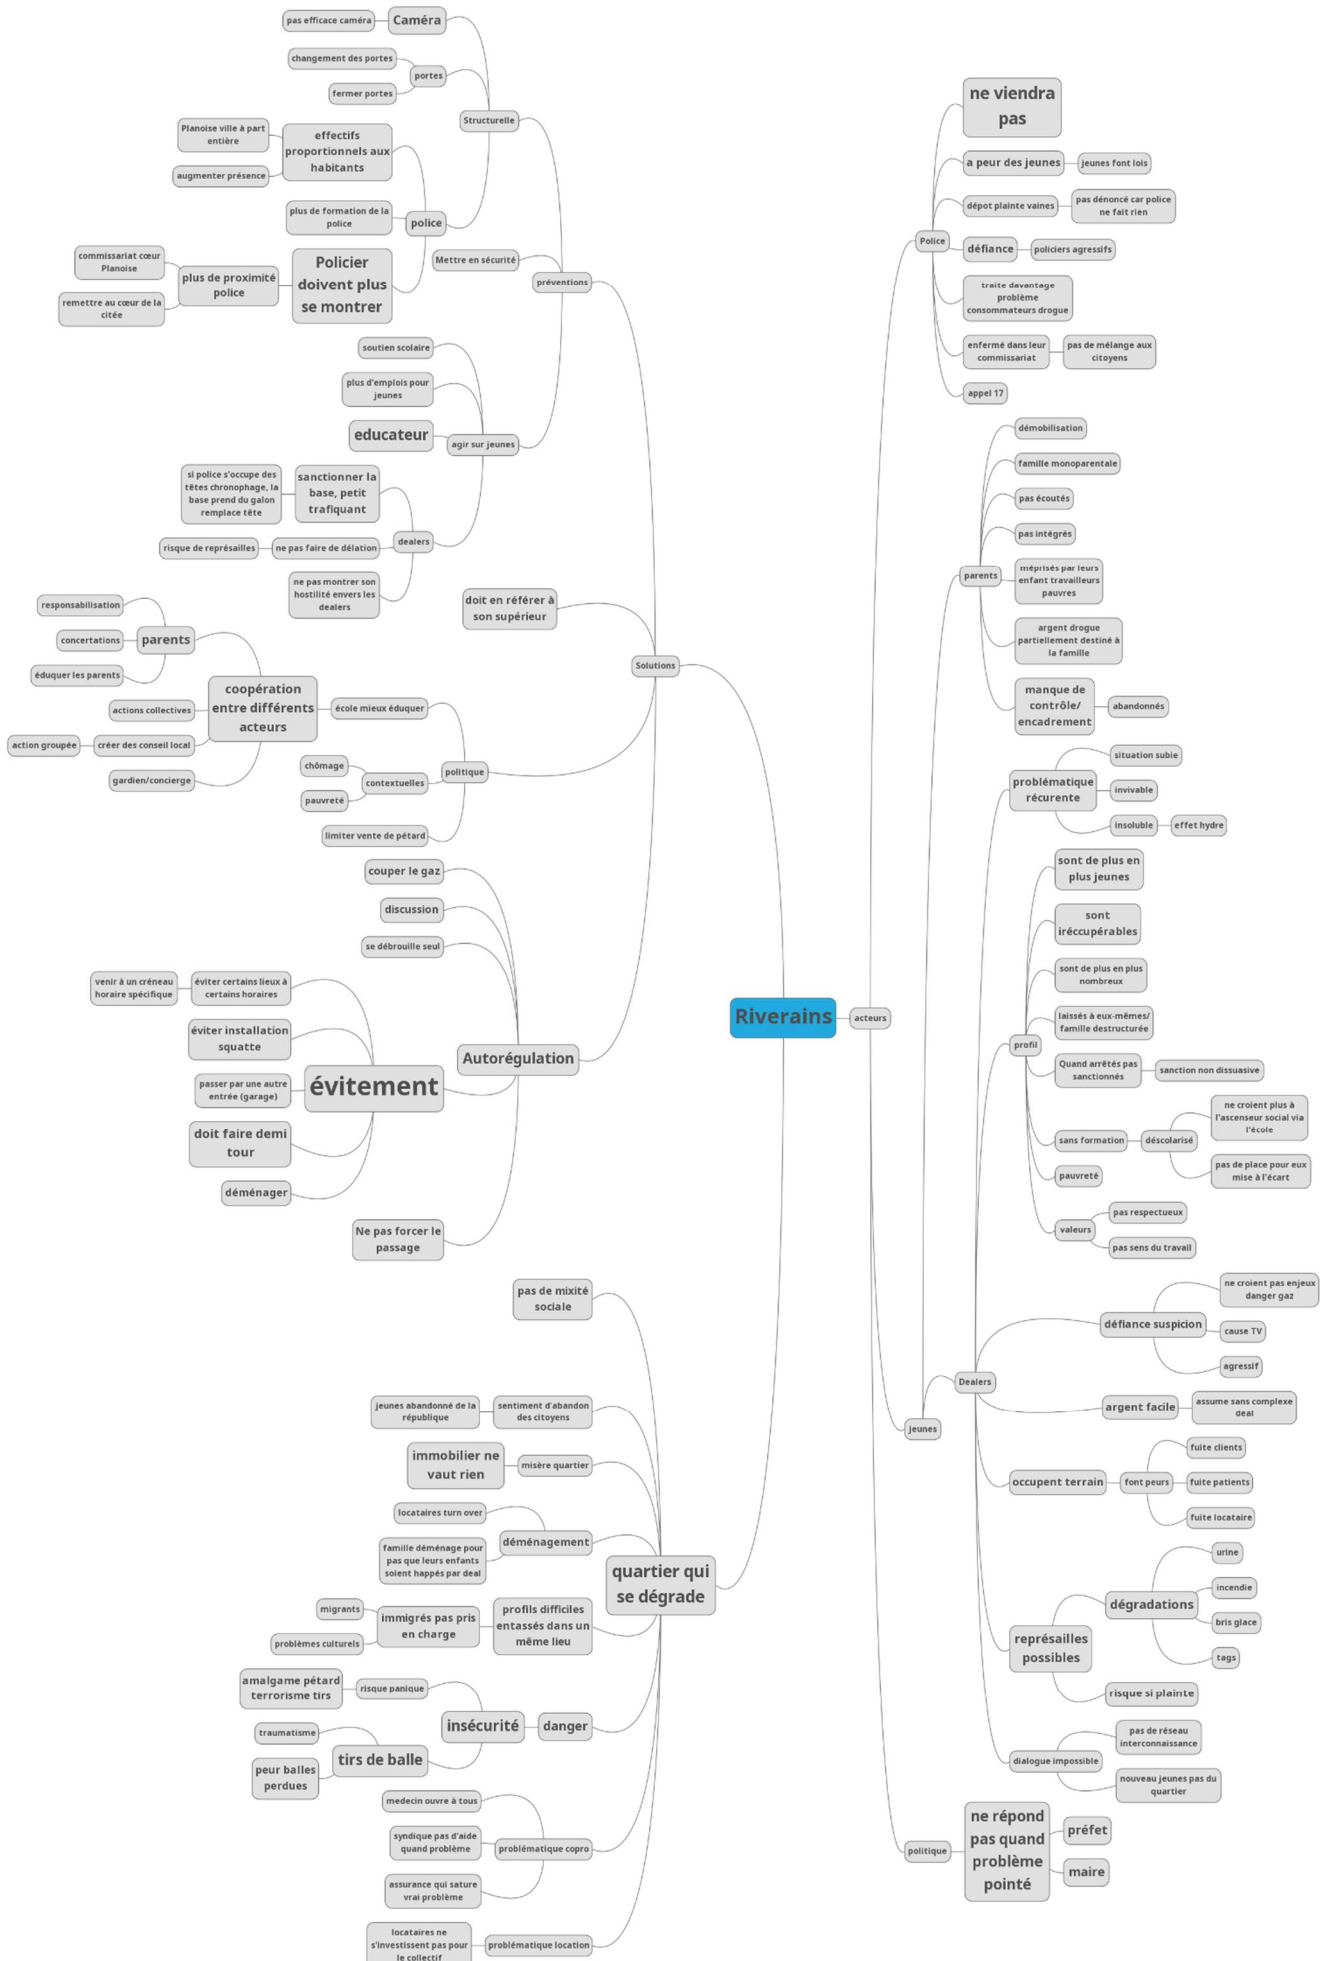 Riverains
Solutions
préventions
Structurelle
Caméra
pas efficace caméra
portes
changement des portes
fermer portes
police
effectifs
proportionnels aux
habitants
Planoise ville à part
entière
augmenter présence
plus de formation de la
police
Policier
doivent plus
se montrer
plus de proximité
police
commissariat cœur
Planoise
remettre au cœur de la
citée
Mettre en sécurité
agir sur jeunes
soutien scolaire
plus d'emplois pour
jeunes
educateur
dealers
sanctionner la
base, petit
trafiquant
si police s'occupe des
têtes chronophage, la
base prend du galon
remplace tête
ne pas faire de délation
risque de représailles
ne pas montrer son
hostilité envers les
dealers
doit en référer à
son supérieur
politique
école mieux éduquer
coopération
entre différents
acteurs
parents
responsabilisation
concertations
éduquer les parents
actions collectives
créer des conseil local
action groupée
gardien/concierge
contextuelles
chômage
pauvreté
limiter vente de pétard
Autorégulation
couper le gaz
discussion
se débrouille seul
évitement
éviter certains lieux à
certains horaires
venir à un créneau
horaire spécifique
éviter installation
squatte
passer par une autre
entrée (garage)
doit faire demi
tour
déménager
Ne pas forcer le
passage
quartier qui
se dégrade
pas de mixité
sociale
sentiment d'abandon
des citoyens
jeunes abandonné de la
république
misère quartier
immobilier ne
vaut rien
déménagement
locataires turn over
famille déménage pour
pas que leurs enfants
soient happés par deal
profils difficiles
entassés dans un
même lieu
immigrés pas pris
en charge
migrants
problèmes culturels
danger
insécurité
risque panique
amalgame pétard
terrorisme tirs
tirs de balle
traumatisme
peur balles
perdues
problématique copro
medecin ouvre à tous
syndique pas d'aide
quand problème
assurance qui sature
vrai problème
problématique location
locataires ne
s'investissent pas pour
le collectif
acteurs
Police
ne viendra
pas
a peur des jeunes
jeunes font lois
dépot plainte vaines
pas dénoncé car police
ne fait rien
défiance
policiers agressifs
traite davantage
problème
consommateurs drogue
enfermé dans leur
commissariat
pas de mélange aux
citoyens
appel 17
jeunes
parents
démobilisation
famille monoparentale
pas écoutés
pas intégrés
méprisés par leurs
enfant travailleurs
pauvres
argent drogue
partiellement destiné à
la famille
manque de
contrôle/
encadrement
abandonnés
Dealers
problématique
récurente
situation subie
invivable
insoluble
effet hydre
profil
sont de plus en
plus jeunes
sont
iréccupérables
sont de plus en plus
nombreux
laissés à eux-mêmes/
famille destructurée
Quand arrêtés pas
sanctionnés
sanction non dissuasive
sans formation
déscolarisé
ne croient plus à
l'ascenseur social via
l'école
pas de place pour eux
mise à l'écart
pauvreté
valeurs
pas respectueux
pas sens du travail
défiance suspicion
ne croient pas enjeux
danger gaz
cause TV
agressif
argent facile
assume sans complexe
deal
occupent terrain
font peurs
fuite clients
fuite patients
fuite locataire
représailles
possibles
dégradations
urine
incendie
bris glace
tags
risque si plainte
dialogue impossible
pas de réseau
interconnaissance
nouveau jeunes pas du
quartier
politique
ne répond
pas quand
problème
pointé
préfet
maire